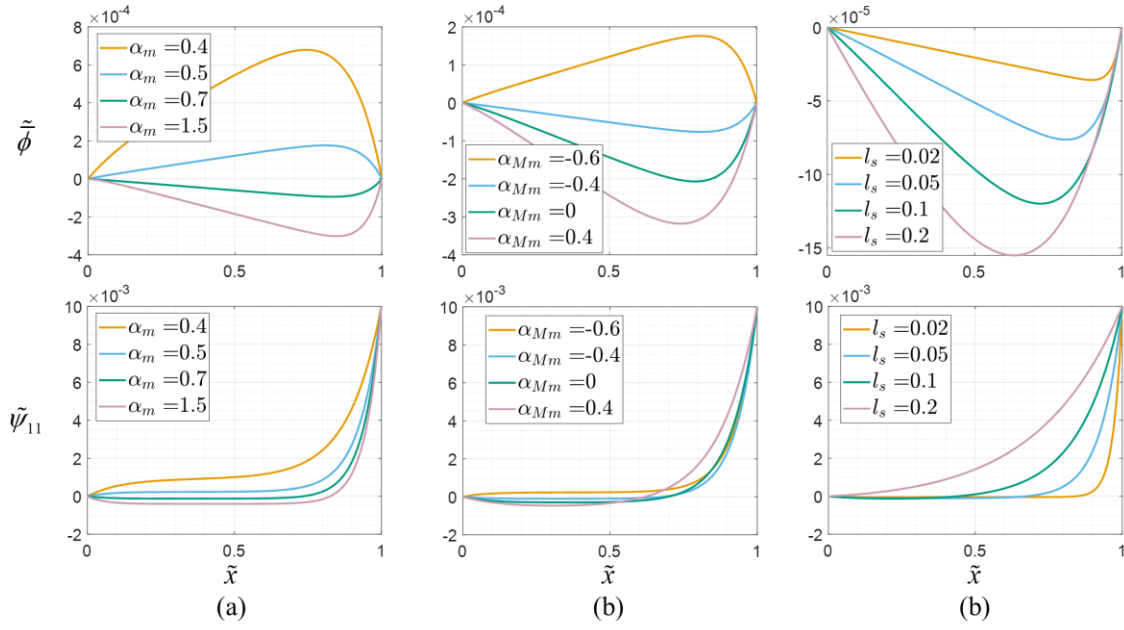 ×10⁻⁴ ×10⁻⁴ ×10⁻⁵
8
6
4
2
0
-2
-4
α_m =0.4
α_m =0.5
α_m =0.7
α_m =1.5
0 0.5 1
2
1
0
-1
-2
-3
-4
α_Mm =-0.6
α_Mm =-0.4
α_Mm =0
α_Mm =0.4
0 0.5 1
0
-5
-10
-15
l_s =0.02
l_s =0.05
l_s =0.1
l_s =0.2
0 0.5 1
ϕ̿̃
×10⁻³ ×10⁻³ ×10⁻³
10
8
6
4
2
0
-2
α_m =0.4
α_m =0.5
α_m =0.7
α_m =1.5
0 0.5 1
10
8
6
4
2
0
-2
α_Mm =-0.6
α_Mm =-0.4
α_Mm =0
α_Mm =0.4
0 0.5 1
10
8
6
4
2
0
-2
l_s =0.02
l_s =0.05
l_s =0.1
l_s =0.2
0 0.5 1
ψ̃₁₁
x̃ x̃ x̃
(a) (b) (b)